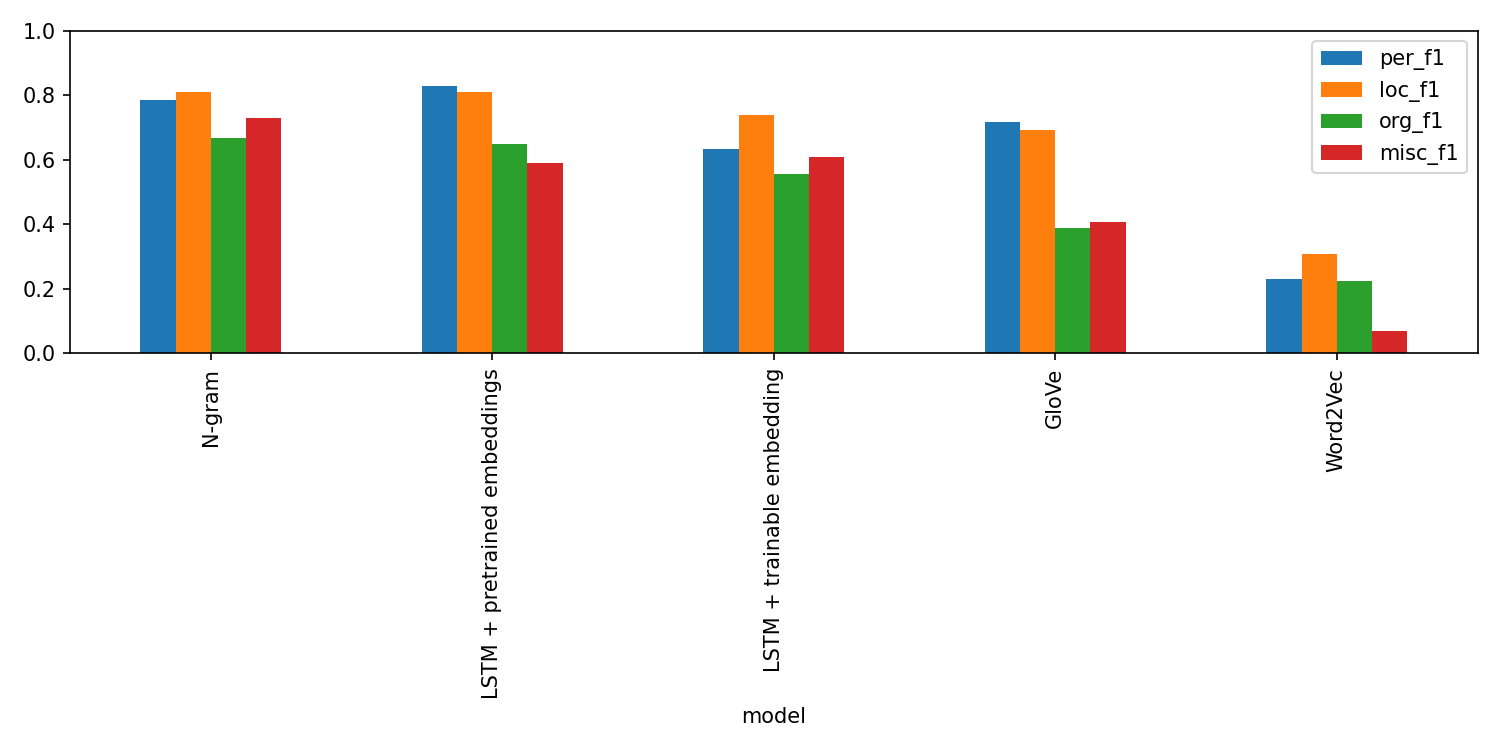 1.0
0.8
0.6
0.4
0.2
0.0
per_f1
loc_f1
org_f1
misc_f1
N-gram
LSTM + pretrained embeddings
LSTM + trainable embedding
GloVe
Word2Vec
model